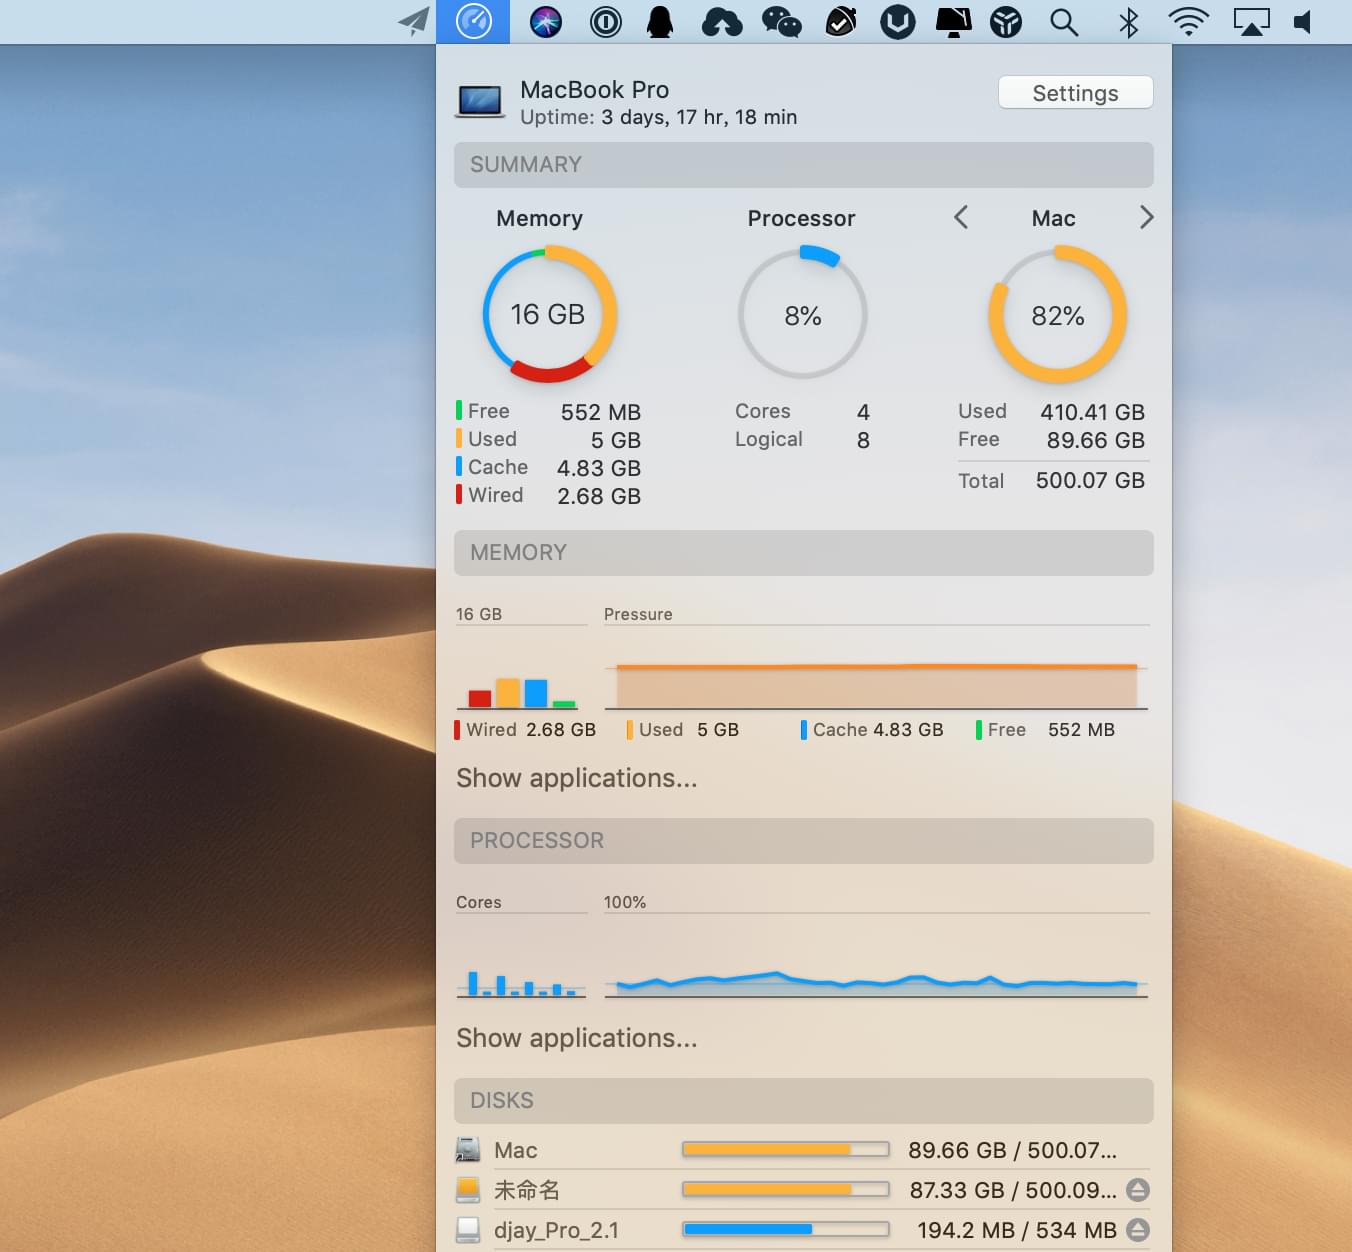 MacBook Pro
Settings
Uptime: 3 days, 17 hr, 18 min
SUMMARY
Memory
Processor
Mac
16 GB
8%
82%
Free 552 MB
Used 5 GB
Cache 4.83 GB
Wired 2.68 GB
Cores 4
Logical 8
Used 410.41 GB
Free 89.66 GB
Total 500.07 GB
MEMORY
16 GB
Pressure
Wired 2.68 GB
Used 5 GB
Cache 4.83 GB
Free 552 MB
Show applications...
PROCESSOR
Cores
100%
Show applications...
DISKS
Mac 89.66 GB / 500.07...
未命名 87.33 GB / 500.09...
djay_Pro_2.1 194.2 MB / 534 MB